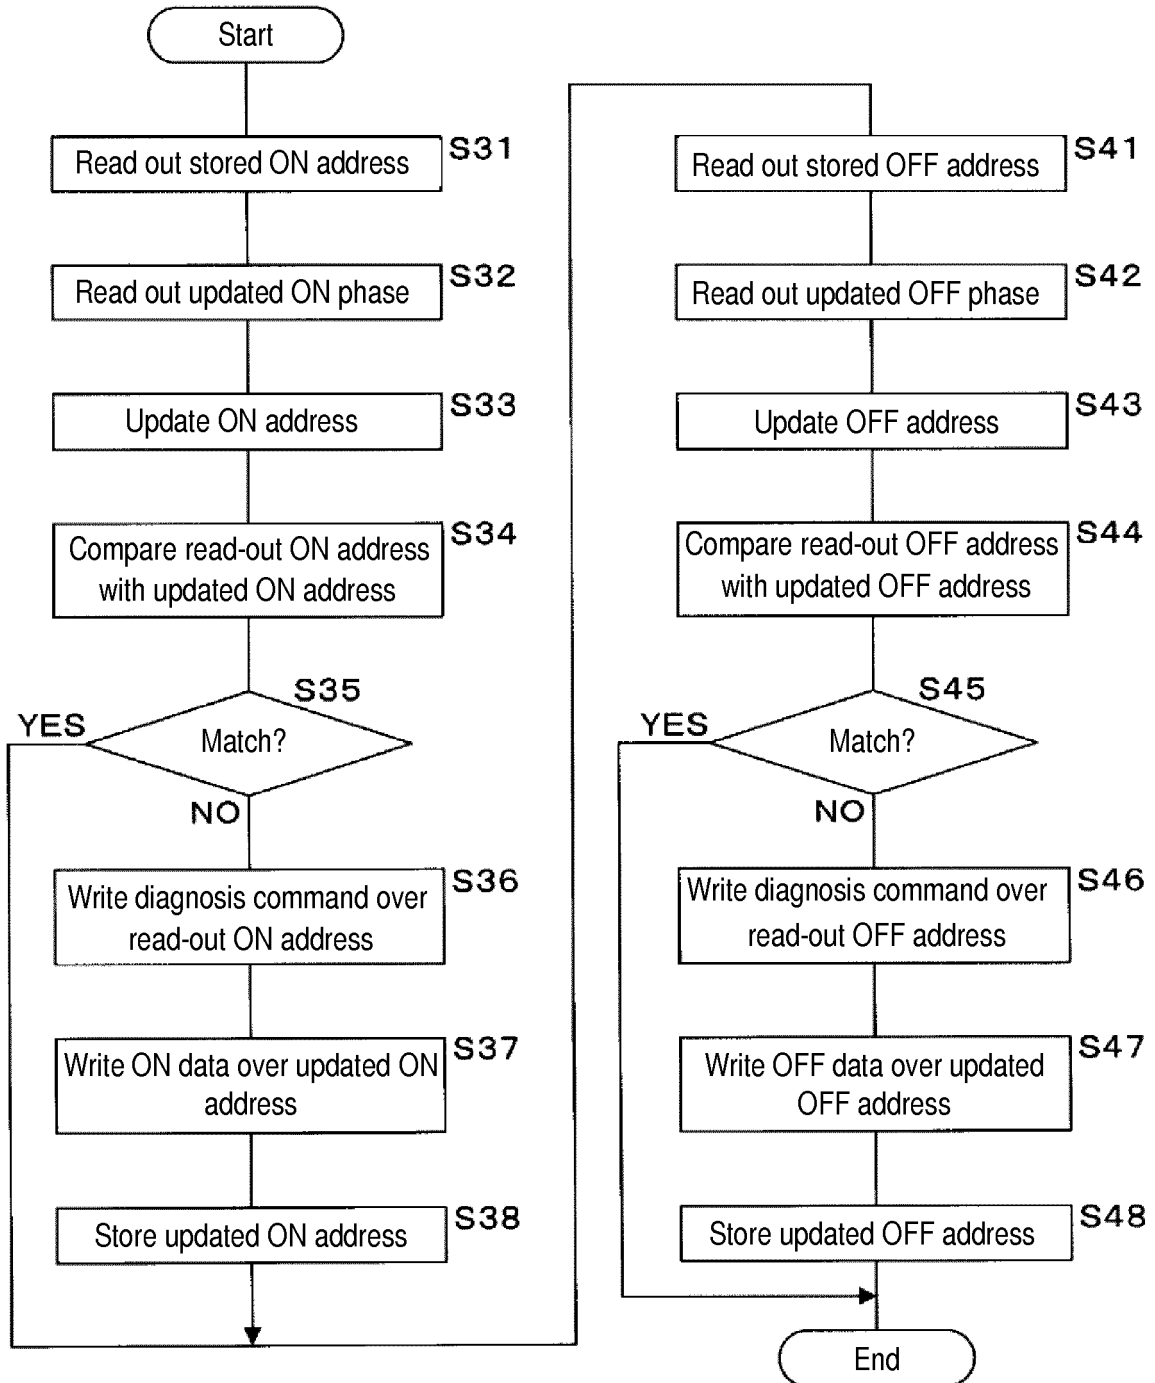 Start
Read out stored ON address
S31
Read out updated ON phase
S32
Update ON address
S33
Compare read-out ON address
with updated ON address
S34
S35
YES
Match?
NO
Write diagnosis command over
read-out ON address
S36
Write ON data over updated ON
address
S37
Store updated ON address
S38
Read out stored OFF address
S41
Read out updated OFF phase
S42
Update OFF address
S43
Compare read-out OFF address
with updated OFF address
S44
S45
YES
Match?
NO
Write diagnosis command over
read-out OFF address
S46
Write OFF data over updated
OFF address
S47
Store updated OFF address
S48
End